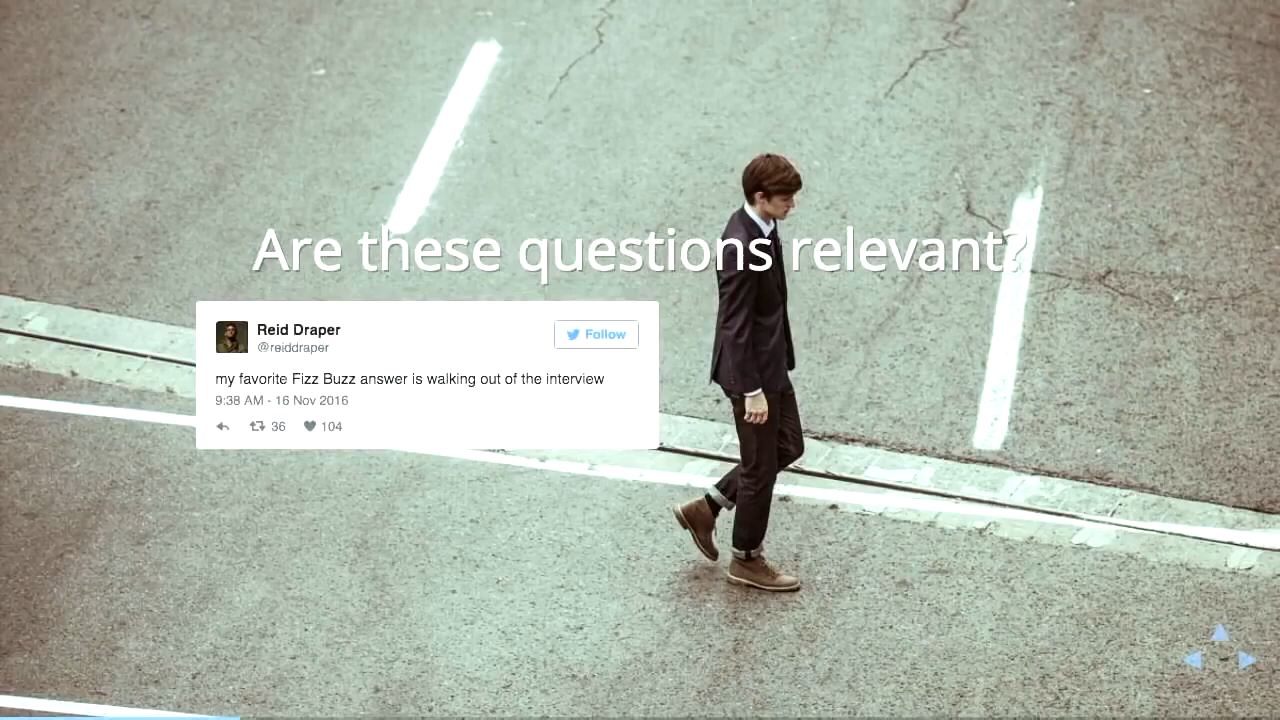 Are these questions relevant?
Reid Draper
@reiddraper
Follow
my favorite Fizz Buzz answer is walking out of the interview
9:38 AM - 16 Nov 2016
36 104